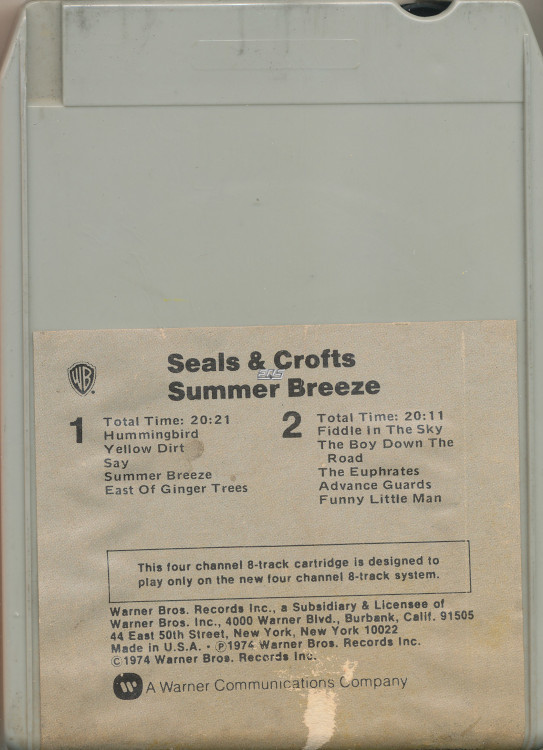 WB
Seals & Crofts
Summer Breeze
1
Total Time: 20:21
Hummingbird
Yellow Dirt
Say
Summer Breeze
East Of Ginger Trees
2
Total Time: 20:11
Fiddle In The Sky
The Boy Down The
Road
The Euphrates
Advance Guards
Funny Little Man
This four channel 8-track cartridge is designed to
play only on the new four channel 8-track system.
Warner Bros. Records Inc., a Subsidiary & Licensee of
Warner Bros. Inc., 4000 Warner Blvd., Burbank, Calif. 91505
44 East 50th Street, New York, New York 10022
Made in U.S.A. • ℗1974 Warner Bros. Records Inc.
©1974 Warner Bros. Records Inc.
A Warner Communications Company